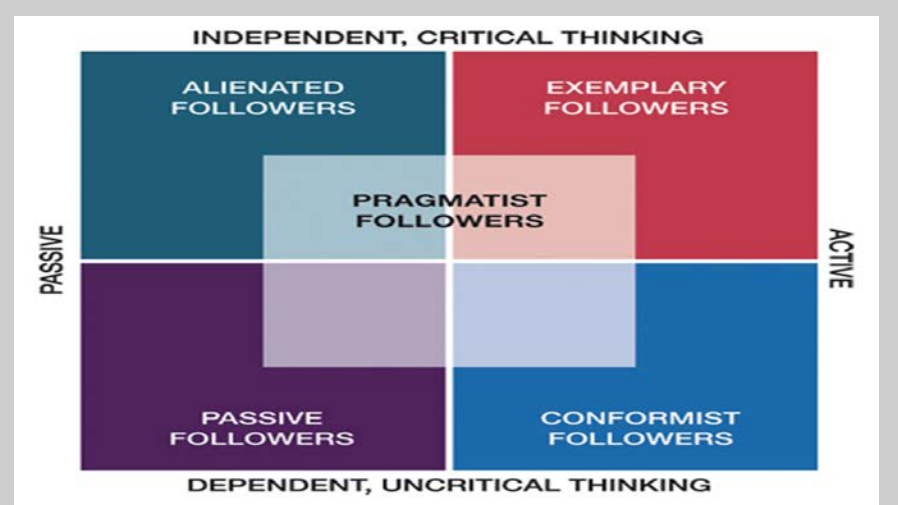 INDEPENDENT, CRITICAL THINKING
ALIENATED
FOLLOWERS
EXEMPLARY
FOLLOWERS
PRAGMATIST
FOLLOWERS
PASSIVE
ACTIVE
PASSIVE
FOLLOWERS
CONFORMIST
FOLLOWERS
DEPENDENT, UNCRITICAL THINKING